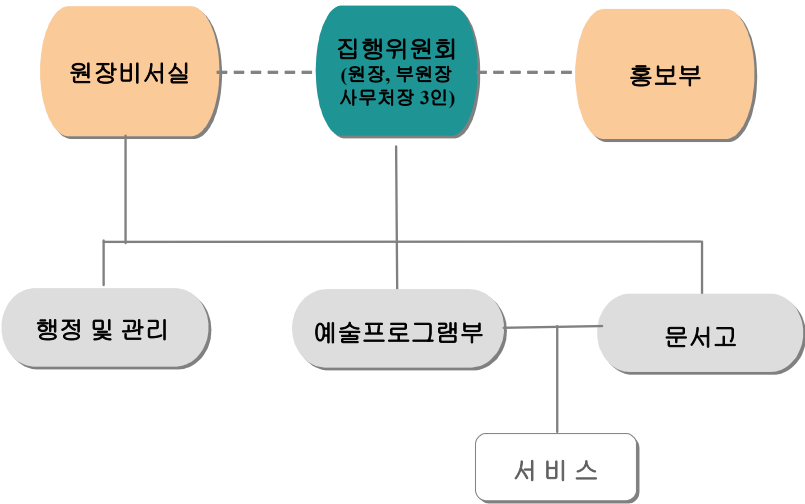 원장비서실
집행위원회
(원장, 부원장
사무처장 3인)
홍보부
행정 및 관리
예술프로그램부
문서고
서 비 스